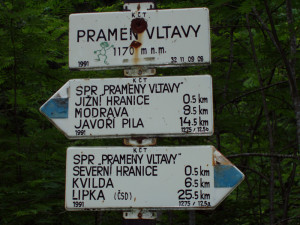 KČT
PRAMEN VLTAVY
1170 m n.m.
1991
KČT
SPR „PRAMENY VLTAVY"
JIŽNÍ HRANICE 0.5 km
MODRAVA 8.5 km
JAVOŘÍ PILA 14.5 km
1991
KČT
SPR „PRAMENY VLTAVY"
SEVERNÍ HRANICE 0.5 km
KVILDA 6.5 km
LIPKA (ČSD), 25.5 km
1991